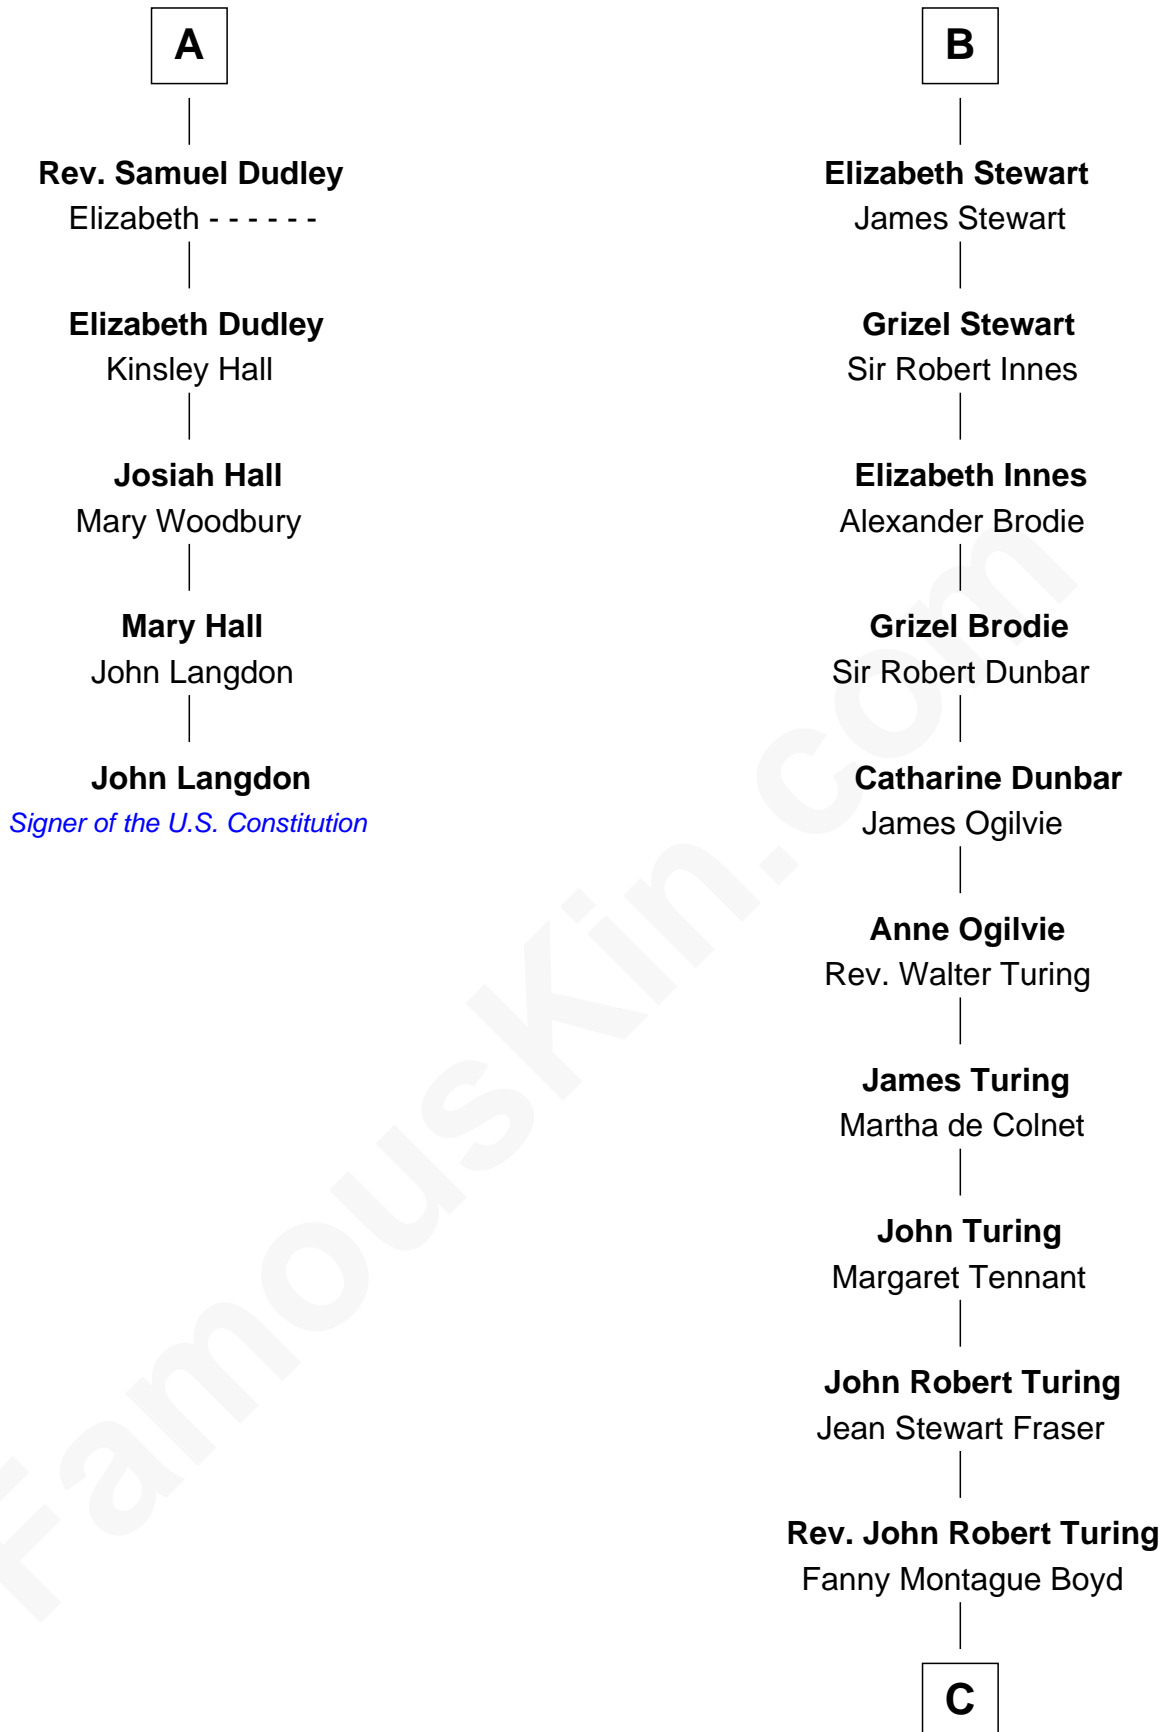 A
Rev. Samuel Dudley
Elizabeth - - - - - -
Elizabeth Dudley
Kinsley Hall
Josiah Hall
Mary Woodbury
Mary Hall
John Langdon
John Langdon
Signer of the U.S. Constitution
B
Elizabeth Stewart
James Stewart
Grizel Stewart
Sir Robert Innes
Elizabeth Innes
Alexander Brodie
Grizel Brodie
Sir Robert Dunbar
Catharine Dunbar
James Ogilvie
Anne Ogilvie
Rev. Walter Turing
James Turing
Martha de Colnet
John Turing
Margaret Tennant
John Robert Turing
Jean Stewart Fraser
Rev. John Robert Turing
Fanny Montague Boyd
C
FamousKin.com